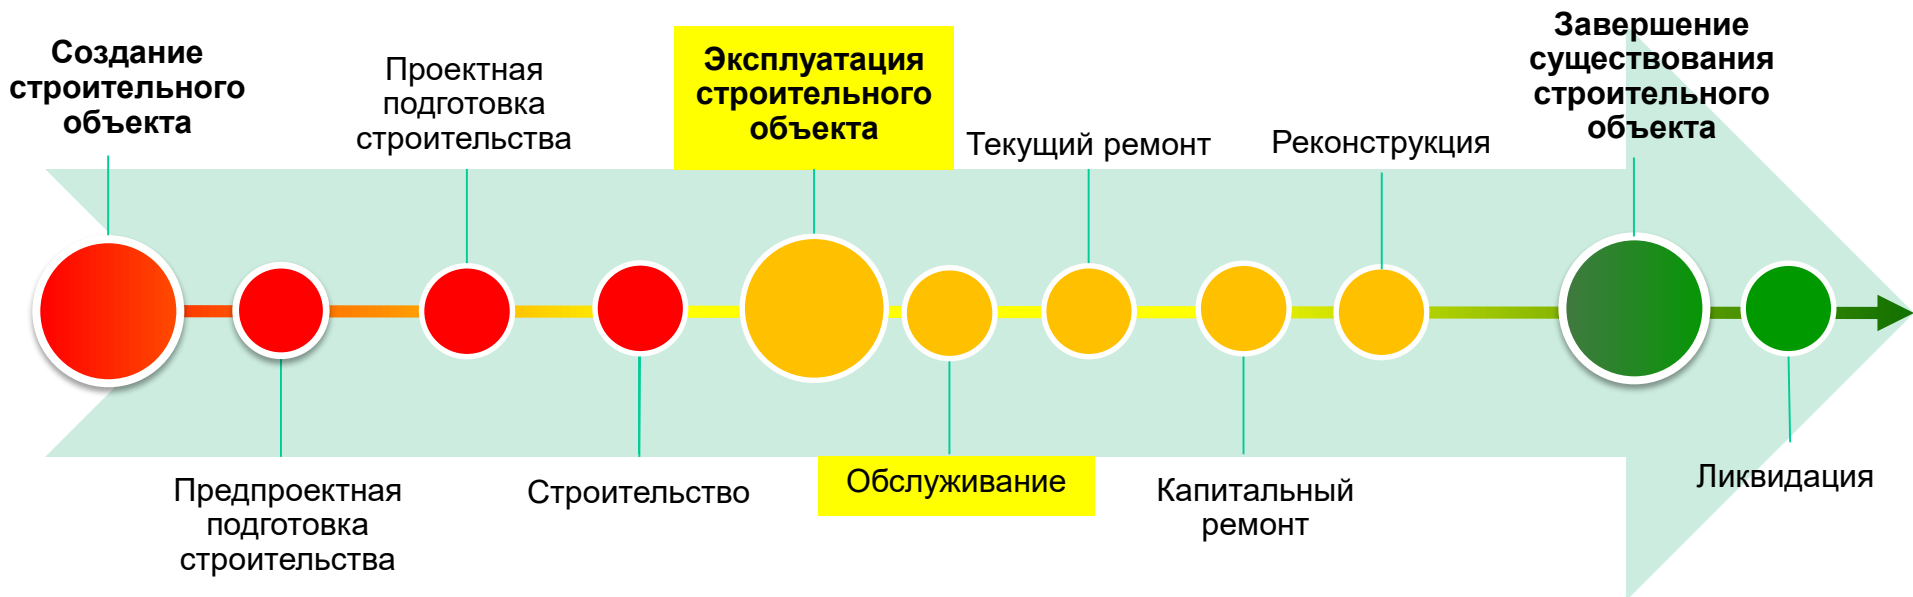 Создание
строительного
объекта
Предпроектная
подготовка
строительства
Проектная
подготовка
строительства
Строительство
Эксплуатация
строительного
объекта
Обслуживание
Текущий ремонт
Капитальный
ремонт
Реконструкция
Завершение
существования
строительного
объекта
Ликвидация